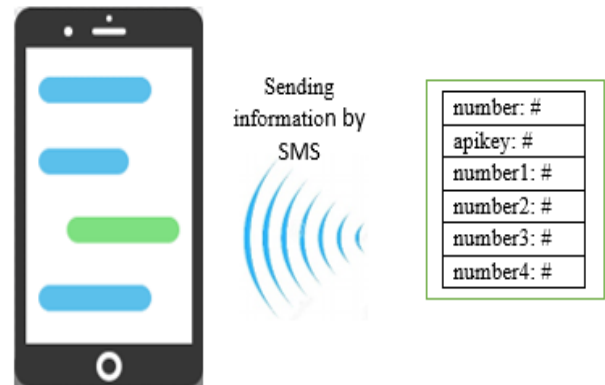 Sending
information by
SMS
number: #
apikey: #
number1: #
number2: #
number3: #
number4: #